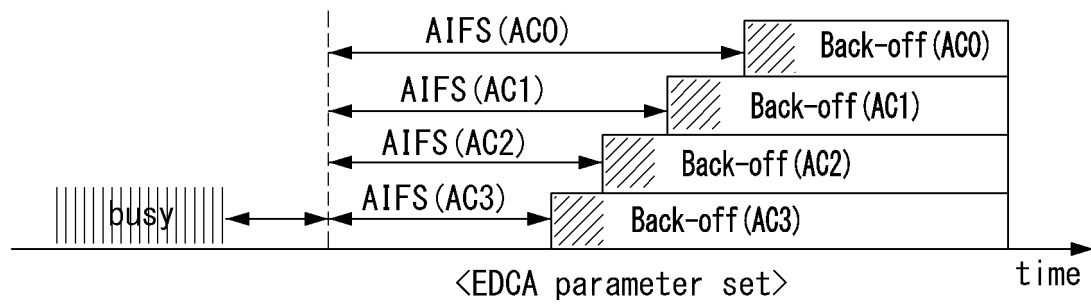 AIFS(AC0)
Back-off(AC0)
AIFS(AC1)
Back-off(AC1)
AIFS(AC2)
Back-off(AC2)
busy
AIFS(AC3)
Back-off(AC3)
<EDCA parameter set>
time